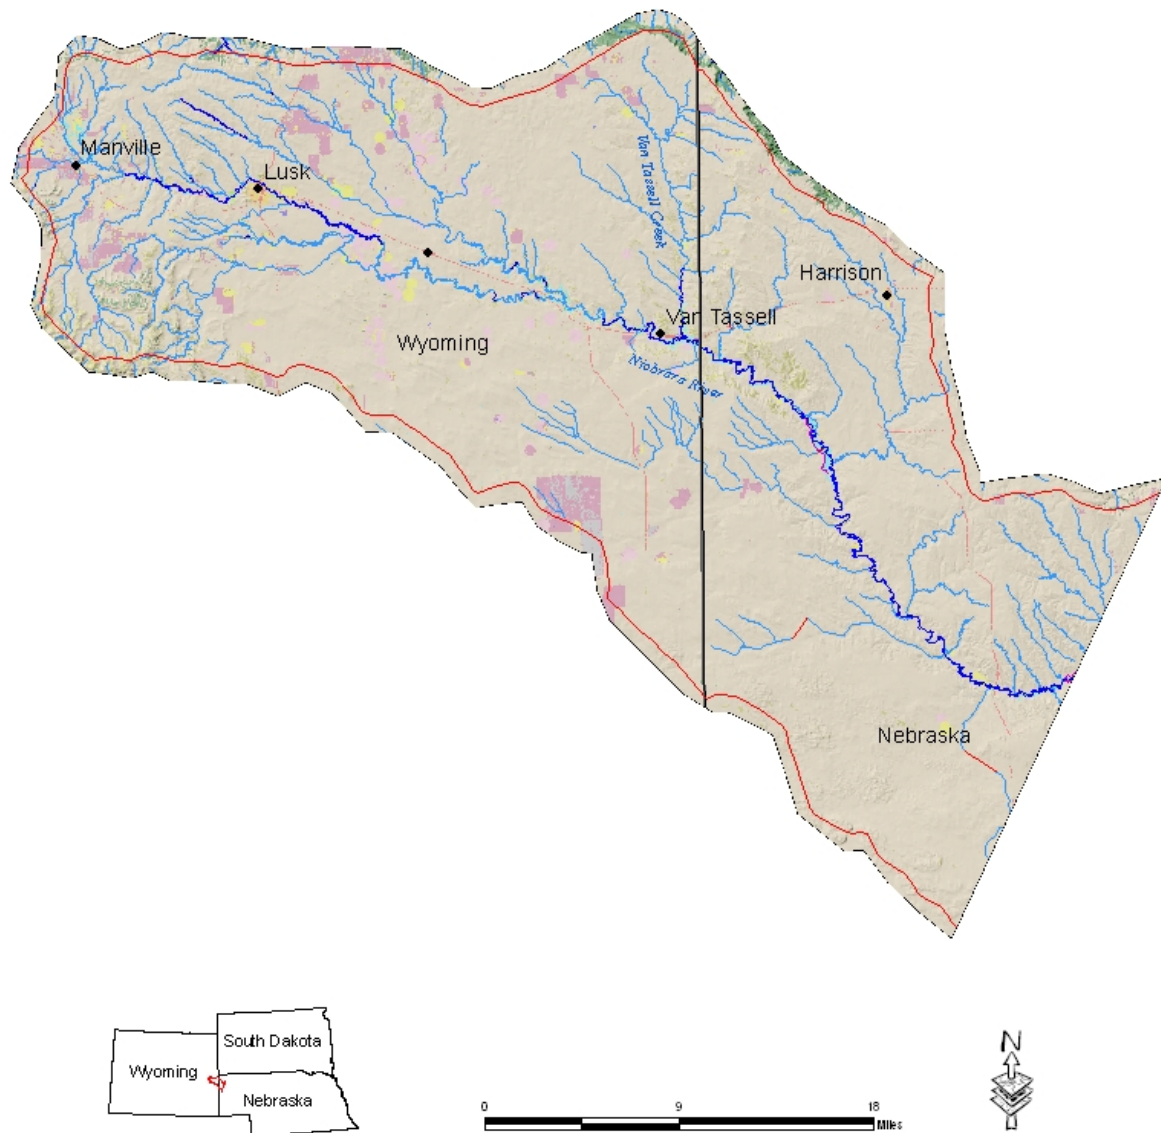 Manville
Lusk
Van Tassell Creek
Harrison
Van Tassell
Wyoming
Niobrara River
Nebraska
South Dakota
Wyoming
Nebraska
N
0 9 18
Miles